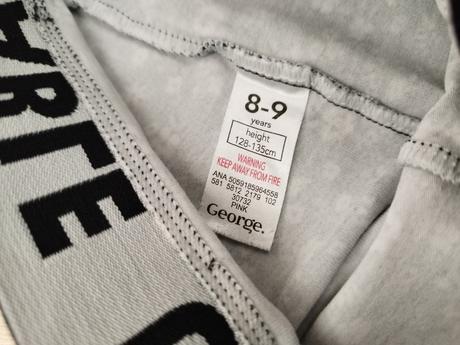 8-9
years
height
128-135cm
WARNING
KEEP AWAY FROM FIRE
ANA 5059185964558
581 5812 2179 102
30732
PINK
George.